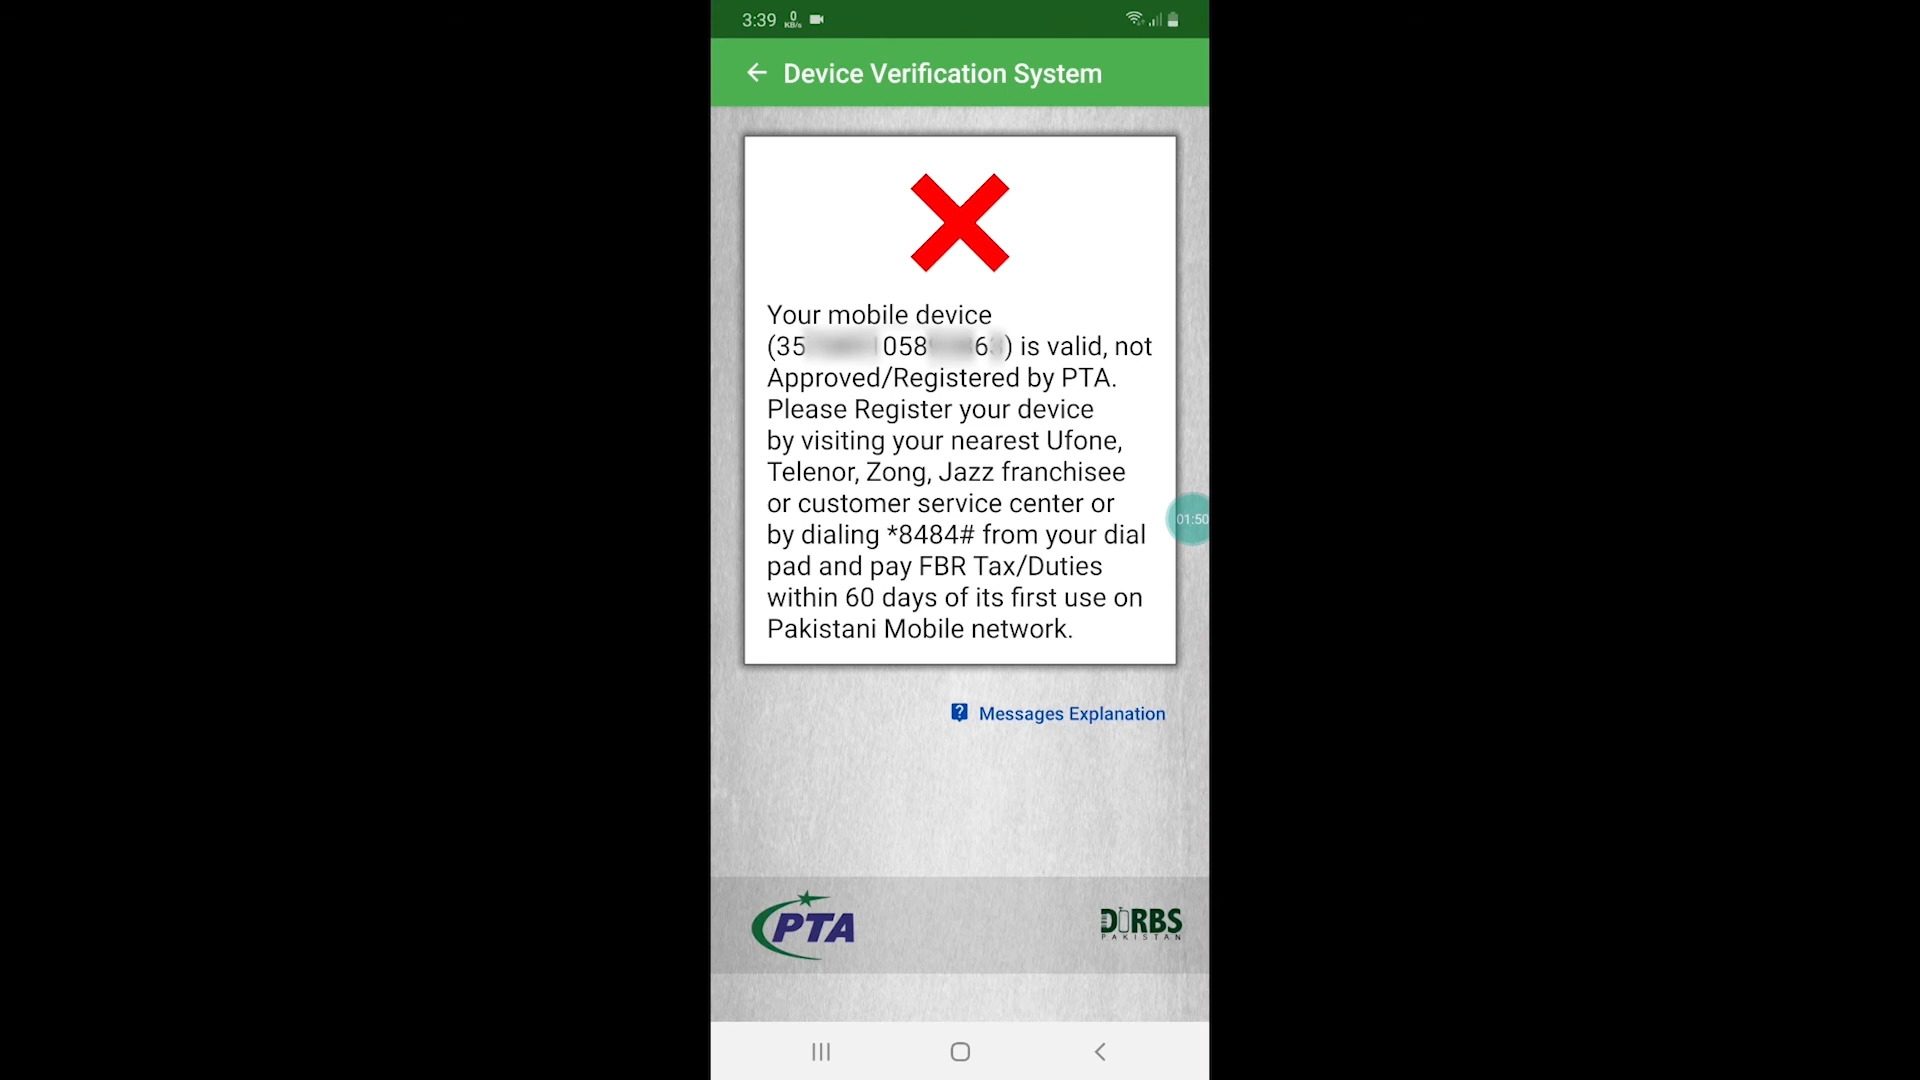 3:39 0 KB/s
Device Verification System
Your mobile device
(35 058 6 ) is valid, not
Approved/Registered by PTA.
Please Register your device
by visiting your nearest Ufone,
Telenor, Zong, Jazz franchisee
or customer service center or
by dialing *8484# from your dial
pad and pay FBR Tax/Duties
within 60 days of its first use on
Pakistani Mobile network.
01:50
Messages Explanation
PTA
DIRBS
PAKISTAN